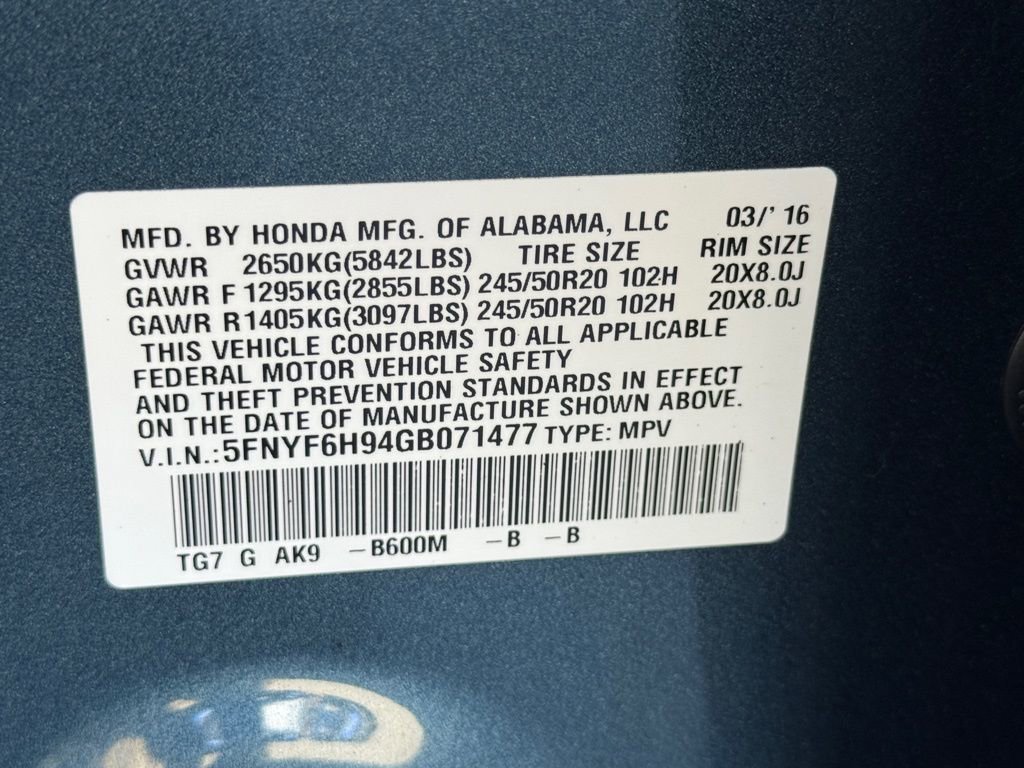 MFD. BY HONDA MFG. OF ALABAMA, LLC 03/' 16
GVWR 2650KG(5842LBS) TIRE SIZE RIM SIZE
GAWR F 1295KG(2855LBS) 245/50R20 102H 20X8.0J
GAWR R 1405KG(3097LBS) 245/50R20 102H 20X8.0J
THIS VEHICLE CONFORMS TO ALL APPLICABLE
FEDERAL MOTOR VEHICLE SAFETY
AND THEFT PREVENTION STANDARDS IN EFFECT
ON THE DATE OF MANUFACTURE SHOWN ABOVE.
V.I.N.:5FNYF6H94GB071477 TYPE: MPV
TG7 G AK9 -B600M -B -B